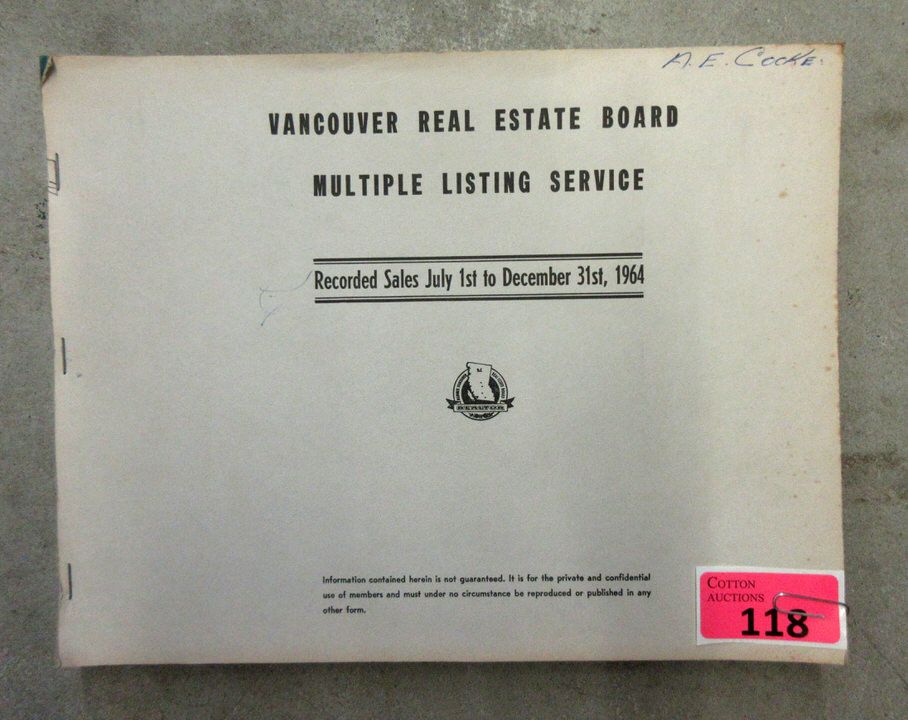 A. E. Cooke.
VANCOUVER REAL ESTATE BOARD
MULTIPLE LISTING SERVICE
Recorded Sales July 1st to December 31st, 1964
REALTOR
Information contained herein is not guaranteed. It is for the private and confidential
use of members and must under no circumstance be reproduced or published in any
other form.
COTTON
AUCTIONS
118